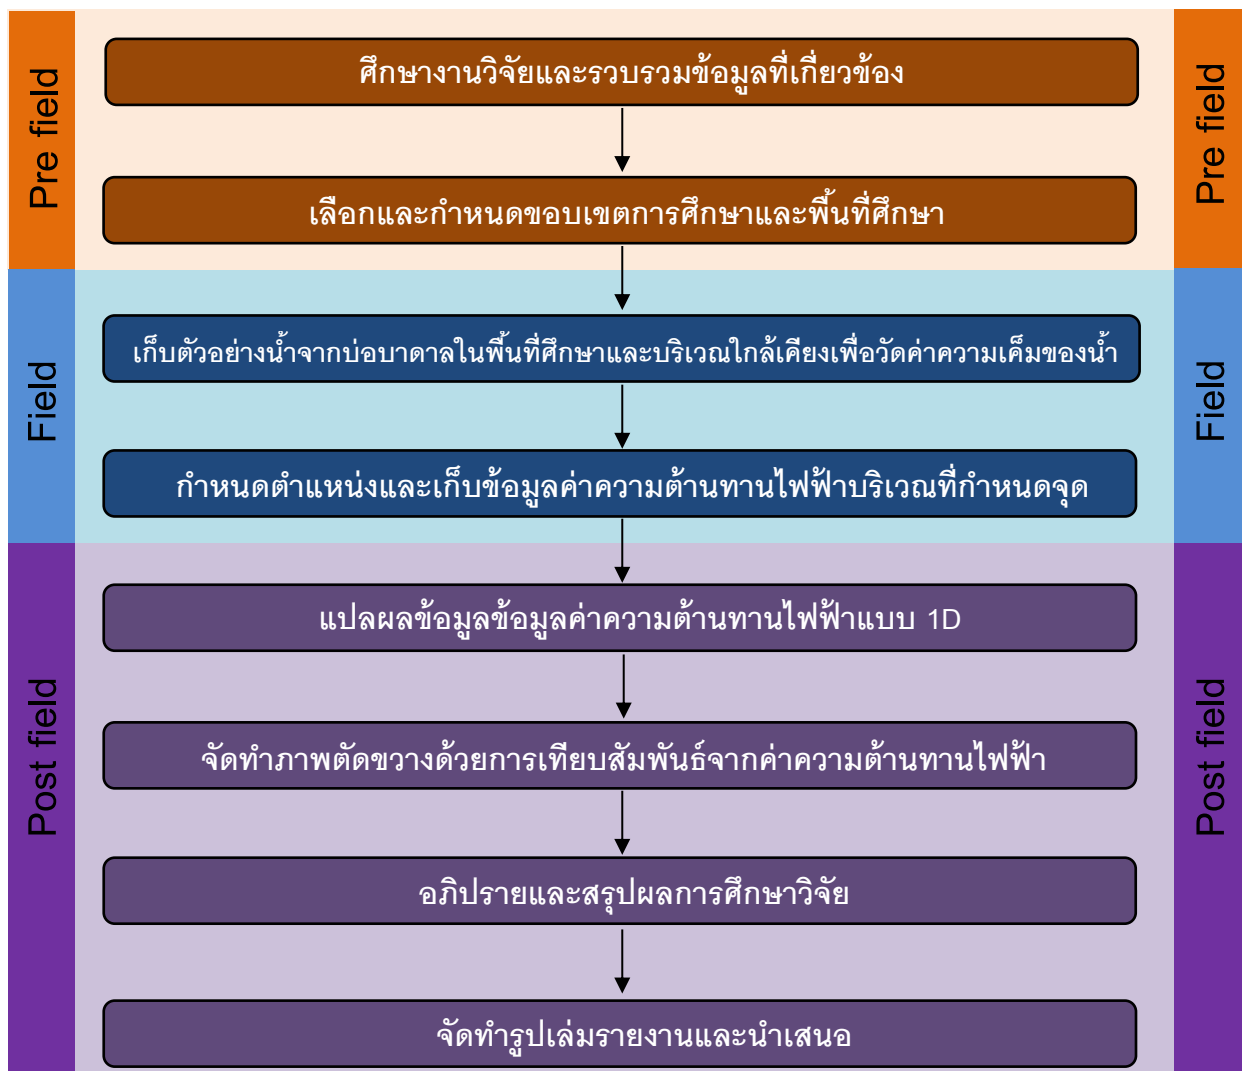 Pre field
Pre field
ศึกษางานวิจัยและรวบรวมข้อมูลที่เกี่ยวข้อง
เลือกและกำหนดขอบเขตการศึกษาและพื้นที่ศึกษา
Field
Field
เก็บตัวอย่างน้ำจากบ่อบาดาลในพื้นที่ศึกษาและบริเวณใกล้เคียงเพื่อวัดค่าความเค็มของน้ำ
กำหนดตำแหน่งและเก็บข้อมูลค่าความต้านทานไฟฟ้าบริเวณที่กำหนดจุด
Post field
Post field
แปลผลข้อมูลข้อมูลค่าความต้านทานไฟฟ้าแบบ 1D
จัดทำภาพตัดขวางด้วยการเทียบสัมพันธ์จากค่าความต้านทานไฟฟ้า
อภิปรายและสรุปผลการศึกษาวิจัย
จัดทำรูปเล่มรายงานและนำเสนอ